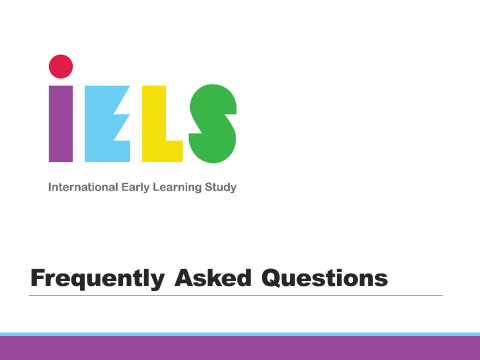 iELS
International Early Learning Study
Frequently Asked Questions